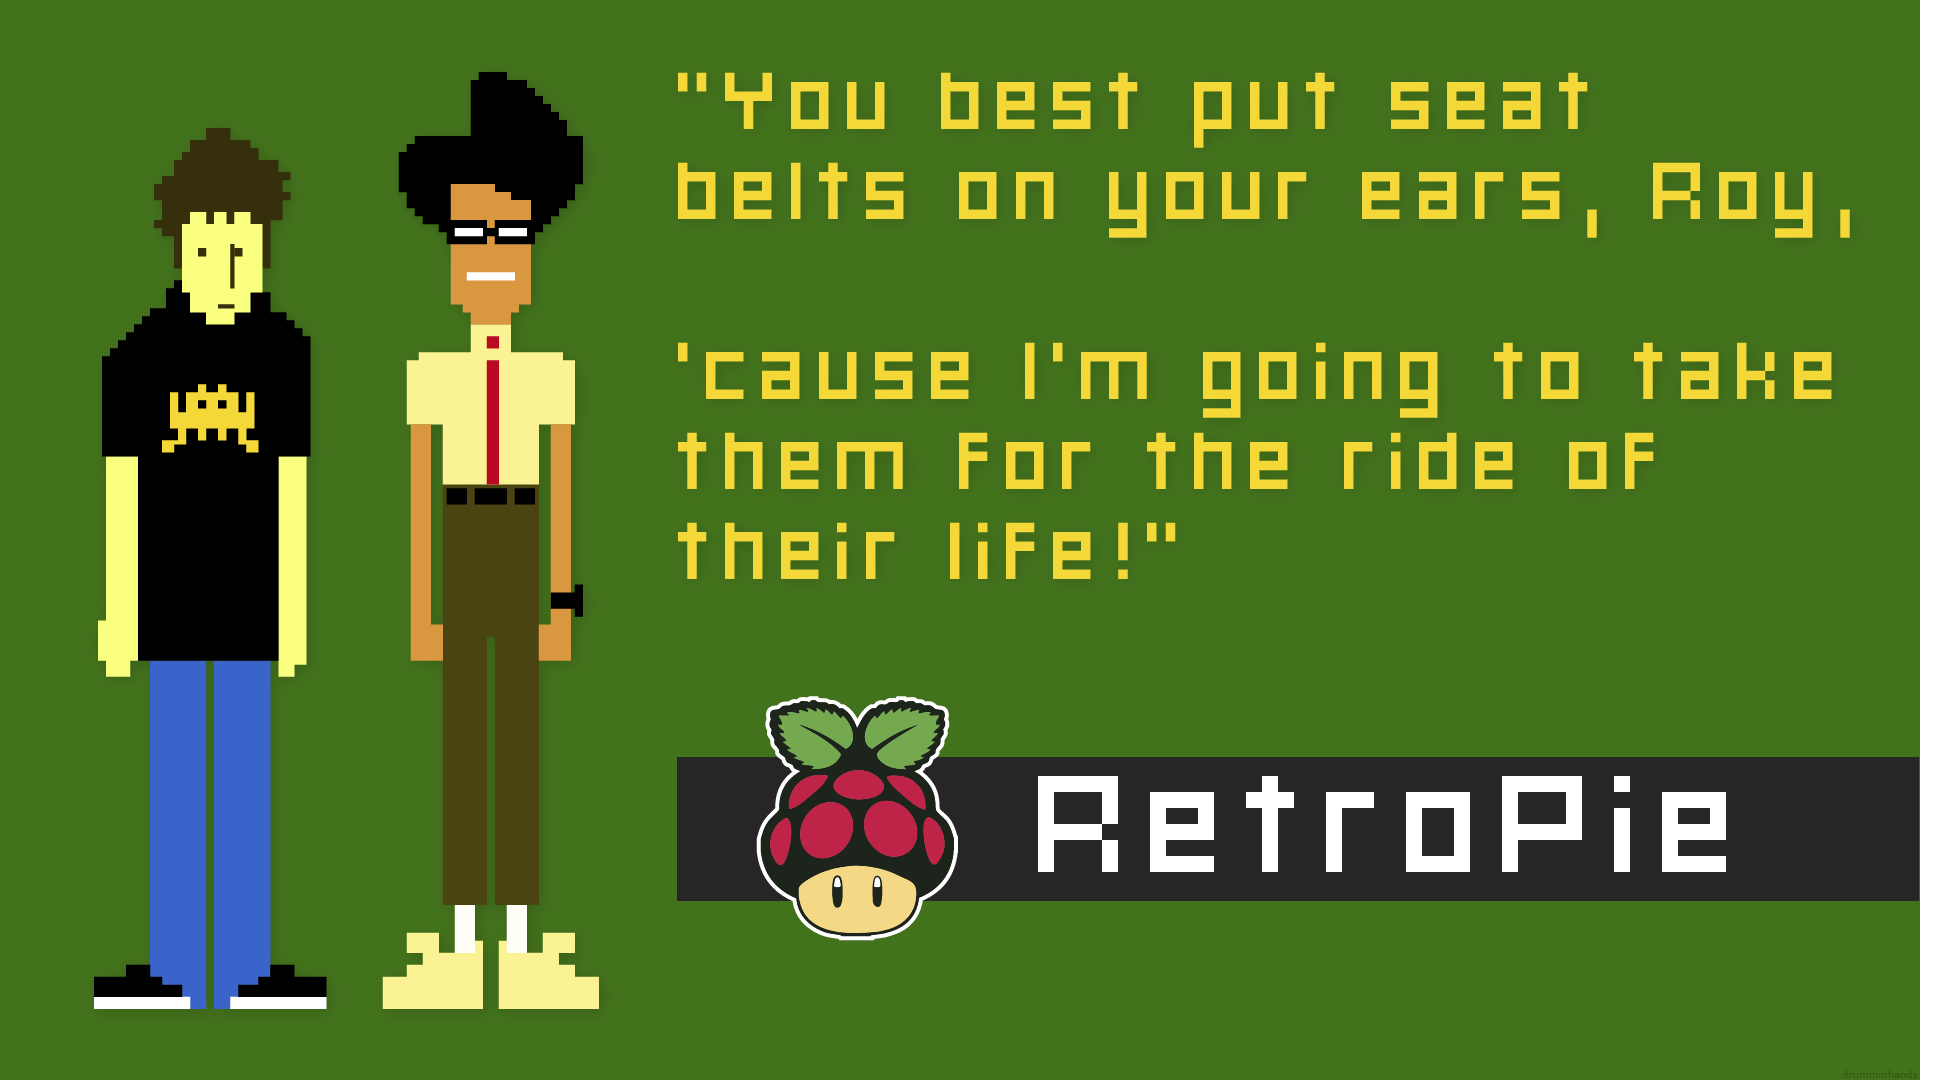 "You best put seat
belts on your ears, Roy,
'cause I'm going to take
them for the ride of
their life!"
RetroPie
drumminhands